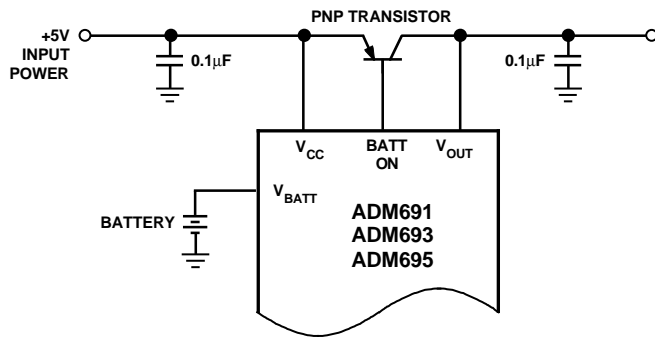 PNP TRANSISTOR
+5V
INPUT
POWER
0.1μF
0.1μF
VCC
BATT
ON
VOUT
VBATT
BATTERY
ADM691
ADM693
ADM695